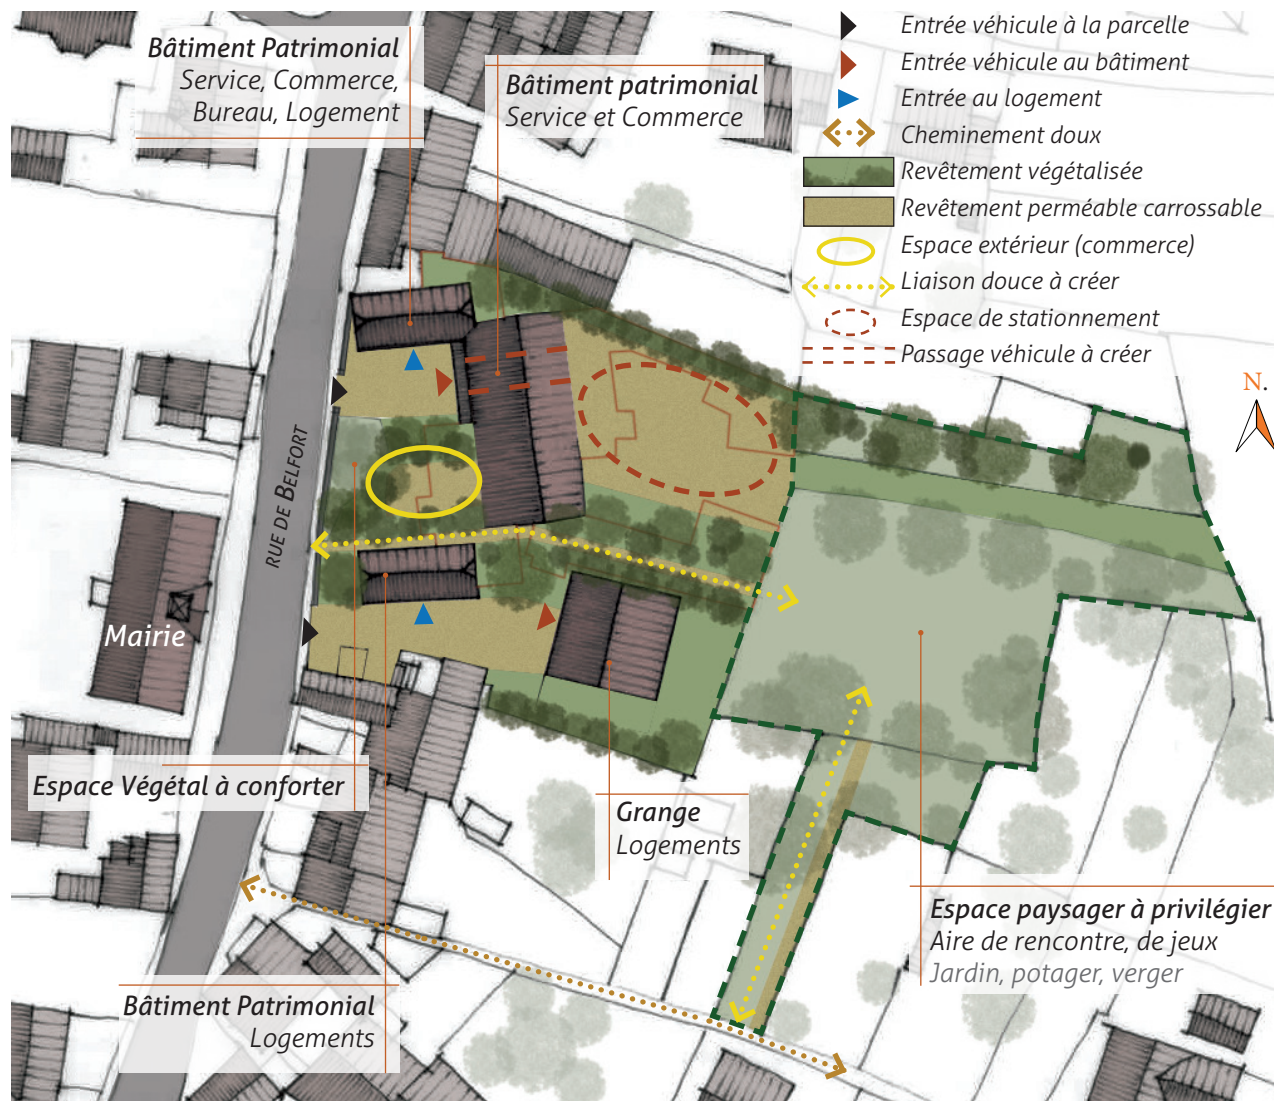 Bâtiment Patrimonial
Service, Commerce,
Bureau, Logement
Bâtiment patrimonial
Service et Commerce
Entrée véhicule à la parcelle
Entrée véhicule au bâtiment
Entrée au logement
Cheminement doux
Revêtement végétalisée
Revêtement perméable carrossable
Espace extérieur (commerce)
Liaison douce à créer
Espace de stationnement
Passage véhicule à créer
N.
RUE DE BELFORT
Mairie
Espace Végétal à conforter
Grange
Logements
Espace paysager à privilégier
Aire de rencontre, de jeux
Jardin, potager, verger
Bâtiment Patrimonial
Logements